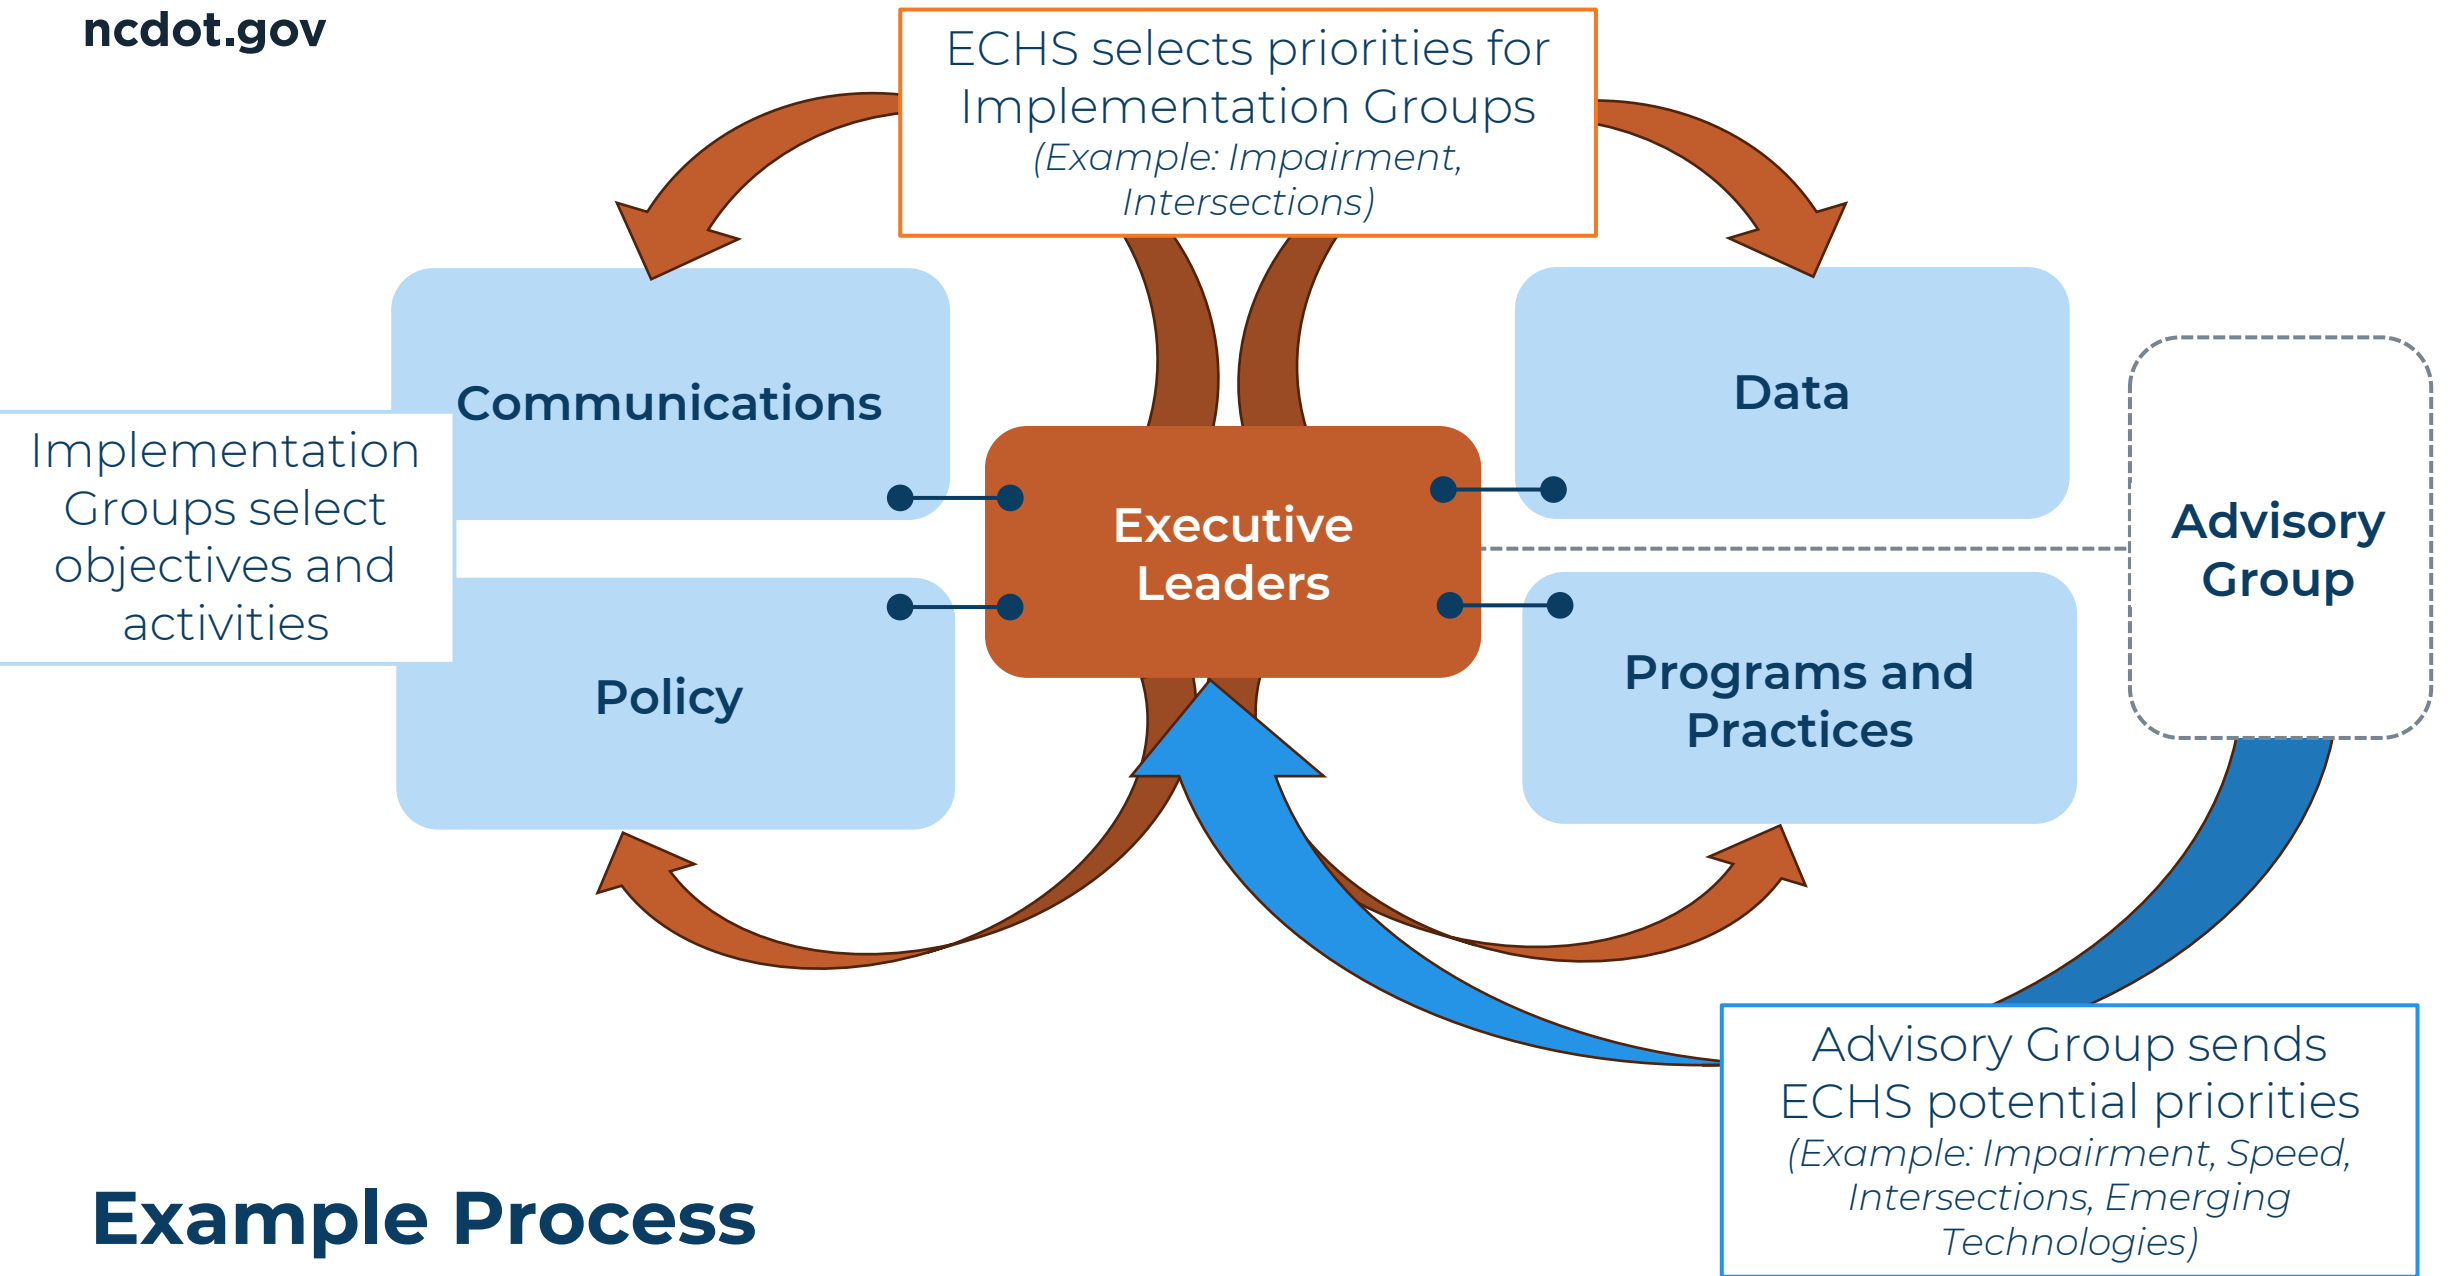 ncdot.gov
ECHS selects priorities for
Implementation Groups
(Example: Impairment,
Intersections)
Communications
Data
Implementation
Groups select
objectives and
activities
Executive
Leaders
Advisory
Group
Policy
Programs and
Practices
Advisory Group sends
ECHS potential priorities
(Example: Impairment, Speed,
Intersections, Emerging
Technologies)
Example Process